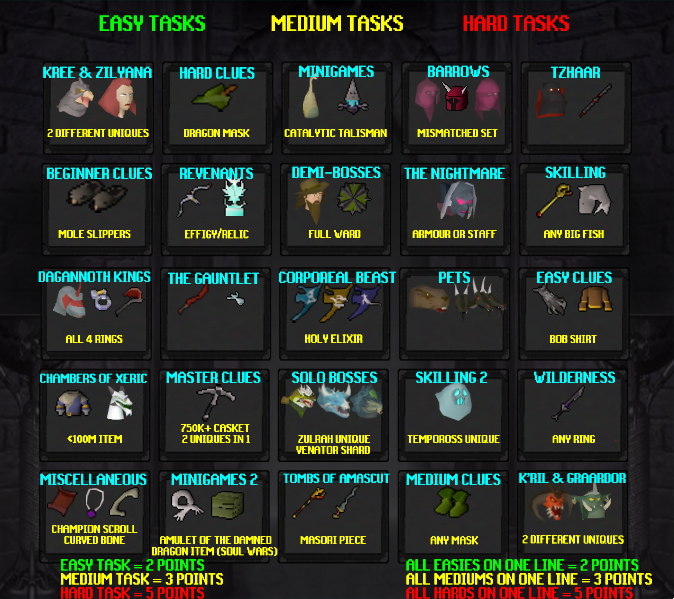 EASY TASKS MEDIUM TASKS HARD TASKS
KREE & ZILYANA HARD CLUES MINIGAMES BARROWS TZHAAR
2 DIFFERENT UNIQUES DRAGON MASK CATALYTIC TALISMAN MISMATCHED SET
BEGINNER CLUES REVENANTS DEMI-BOSSES THE NIGHTMARE SKILLING
MOLE SLIPPERS EFFIGY/RELIC FULL WARD ARMOUR OR STAFF ANY BIG FISH
DAGANNOTH KINGS THE GAUNTLET CORPOREAL BEAST PETS EASY CLUES
ALL 4 RINGS HOLY ELIXIR BOB SHIRT
CHAMBERS OF XERIC MASTER CLUES SOLO BOSSES SKILLING 2 WILDERNESS
<100M ITEM 750K+ CASKET
2 UNIQUES IN 1 ZULRAH UNIQUE
VENATOR SHARD TEMPOROSS UNIQUE ANY RING
MISCELLANEOUS MINIGAMES 2 TOMBS OF AMASCUT MEDIUM CLUES K'RIL & GRAARDOR
CHAMPION SCROLL
CURVED BONE AMULET OF THE DAMNED
DRAGON ITEM (SOUL WARS) MASORI PIECE ANY MASK 2 DIFFERENT UNIQUES
EASY TASK = 2 POINTS
MEDIUM TASK = 3 POINTS
HARD TASK = 5 POINTS
ALL EASIES ON ONE LINE = 2 POINTS
ALL MEDIUMS ON ONE LINE = 3 POINTS
ALL HARDS ON ONE LINE = 5 POINTS